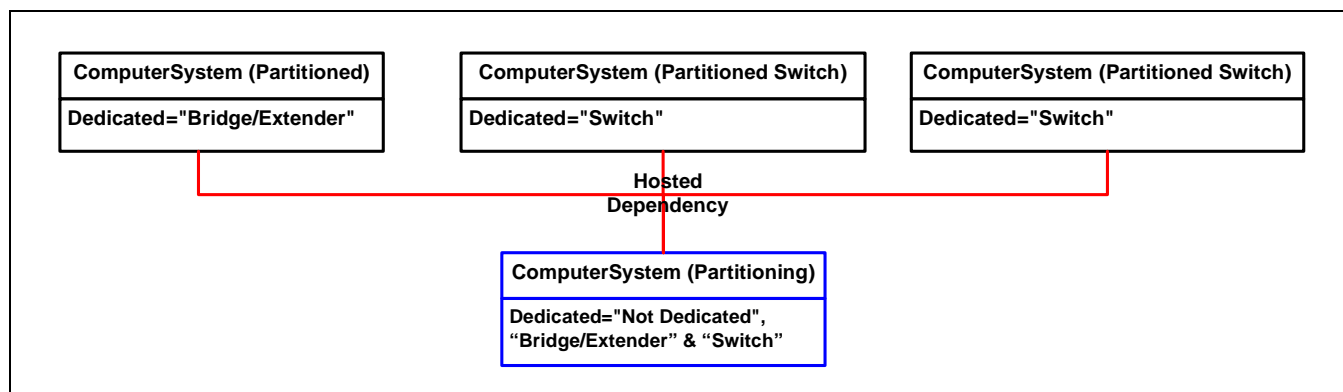 ComputerSystem (Partitioned)
Dedicated="Bridge/Extender"
ComputerSystem (Partitioned Switch)
Dedicated="Switch"
ComputerSystem (Partitioned Switch)
Dedicated="Switch"
Hosted
Dependency
ComputerSystem (Partitioning)
Dedicated="Not Dedicated",
“Bridge/Extender” & “Switch”